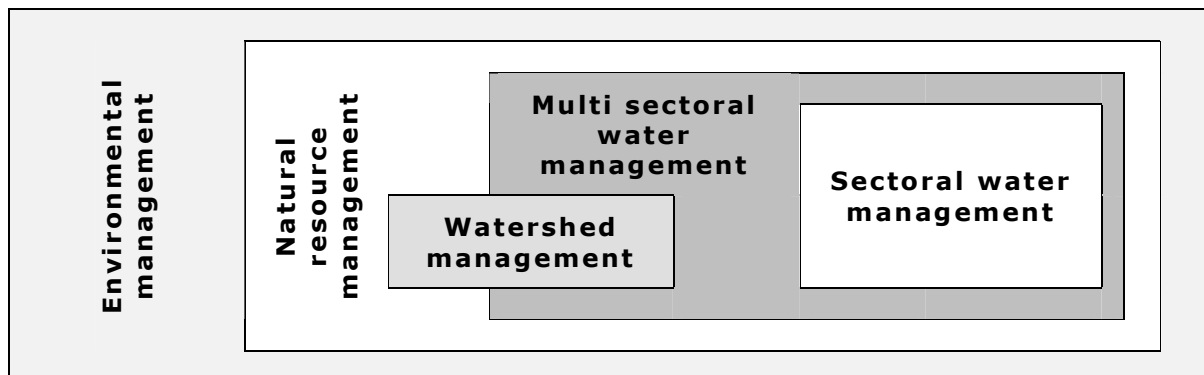 Environmental
management
Natural
resource
management
Multi sectoral
water
management
Watershed
management
Sectoral water
management